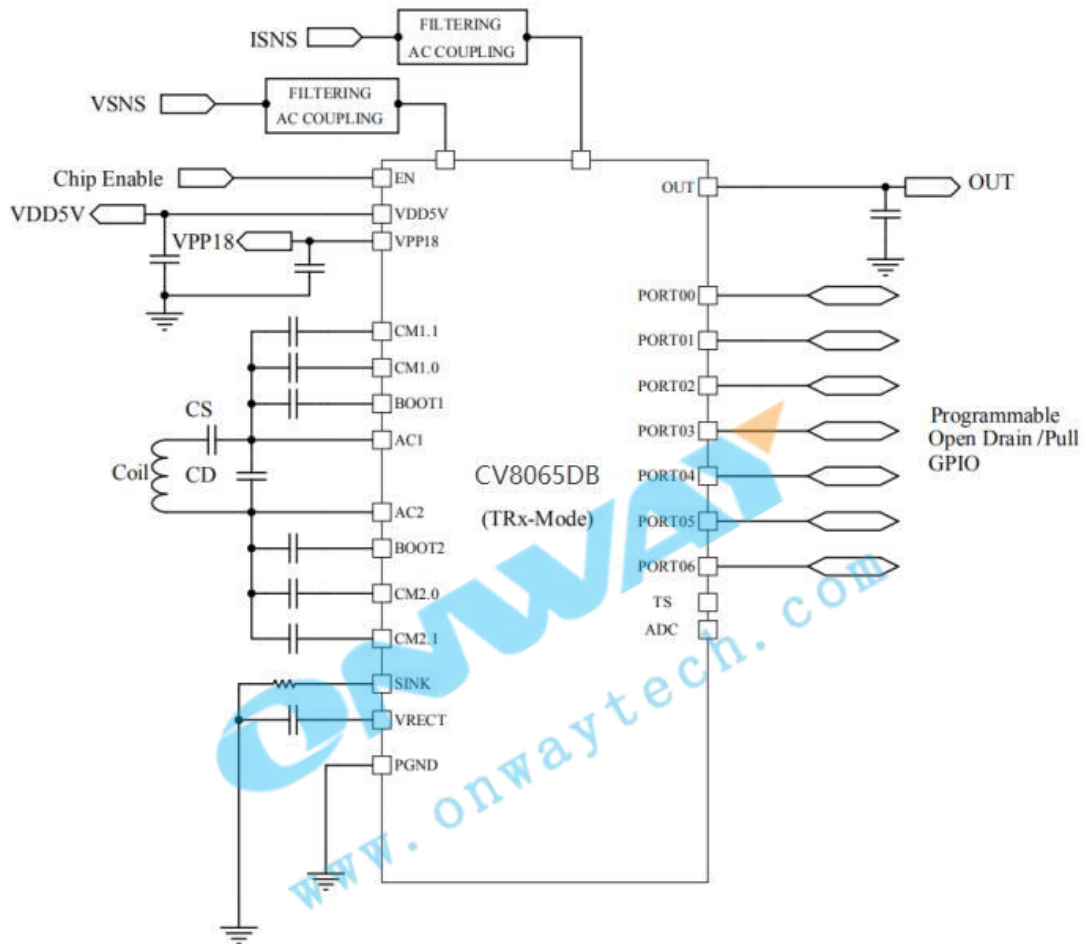 ISNS
FILTERING
AC COUPLING
VSNS
FILTERING
AC COUPLING
Chip Enable
EN
OUT
OUT
VDD5V
VDD5V
VPP18
VPP18
PORT00
CM1.1
PORT01
CM1.0
PORT02
BOOT1
CS
PORT03
Programmable
Open Drain /Pull
GPIO
AC1
Coil
CD
CV8065DB
PORT04
(TRx-Mode)
AC2
PORT05
BOOT2
PORT06
CM2.0
TS
ADC
CM2.1
SINK
VRECT
PGND
ONWAY
www.onwaytech.com